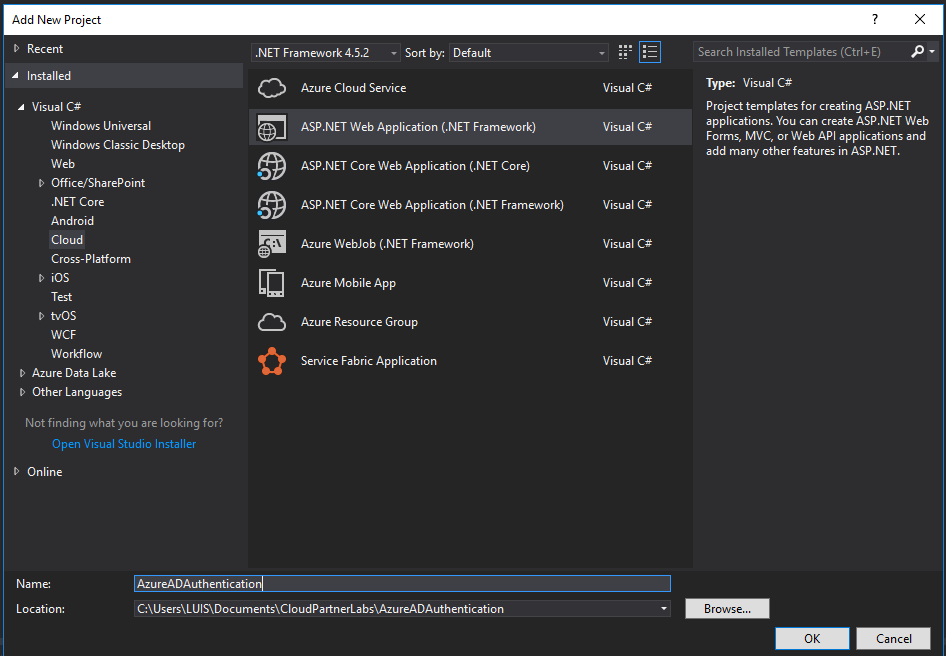 Add New Project
?
Recent
.NET Framework 4.5.2
Sort by: Default
Search Installed Templates (Ctrl+E)
Installed
Visual C#
Windows Universal
Windows Classic Desktop
Web
Office/SharePoint
.NET Core
Android
Cloud
Cross-Platform
iOS
Test
tvOS
WCF
Workflow
Azure Data Lake
Other Languages
Not finding what you are looking for?
Open Visual Studio Installer
Online
Azure Cloud Service Visual C#
ASP.NET Web Application (.NET Framework) Visual C#
ASP.NET Core Web Application (.NET Core) Visual C#
ASP.NET Core Web Application (.NET Framework) Visual C#
Azure WebJob (.NET Framework) Visual C#
Azure Mobile App Visual C#
Azure Resource Group Visual C#
Service Fabric Application Visual C#
Type: Visual C#
Project templates for creating ASP.NET
applications. You can create ASP.NET Web
Forms, MVC, or Web API applications and
add many other features in ASP.NET.
Name: AzureADAuthentication
Location: C:\Users\LUIS\Documents\CloudPartnerLabs\AzureADAuthentication
Browse...
OK
Cancel